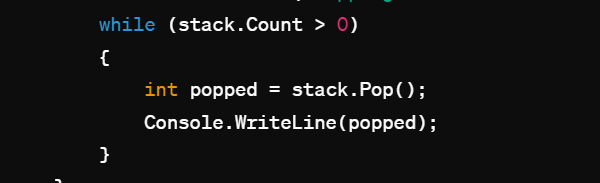 while (stack.Count > 0)
{
int popped = stack.Pop();
Console.WriteLine(popped);
}